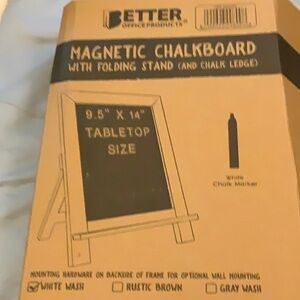 BETTER
OFFICE PRODUCTS
MAGNETIC CHALKBOARD
WITH FOLDING STAND (AND CHALK LEDGE)
9.5" X 14"
TABLETOP
SIZE
White
Chalk Marker
MOUNTING HARDWARE ON BACKSIDE OF FRAME FOR OPTIONAL WALL MOUNTING
WHITE WASH RUSTIC BROWN GRAY WASH